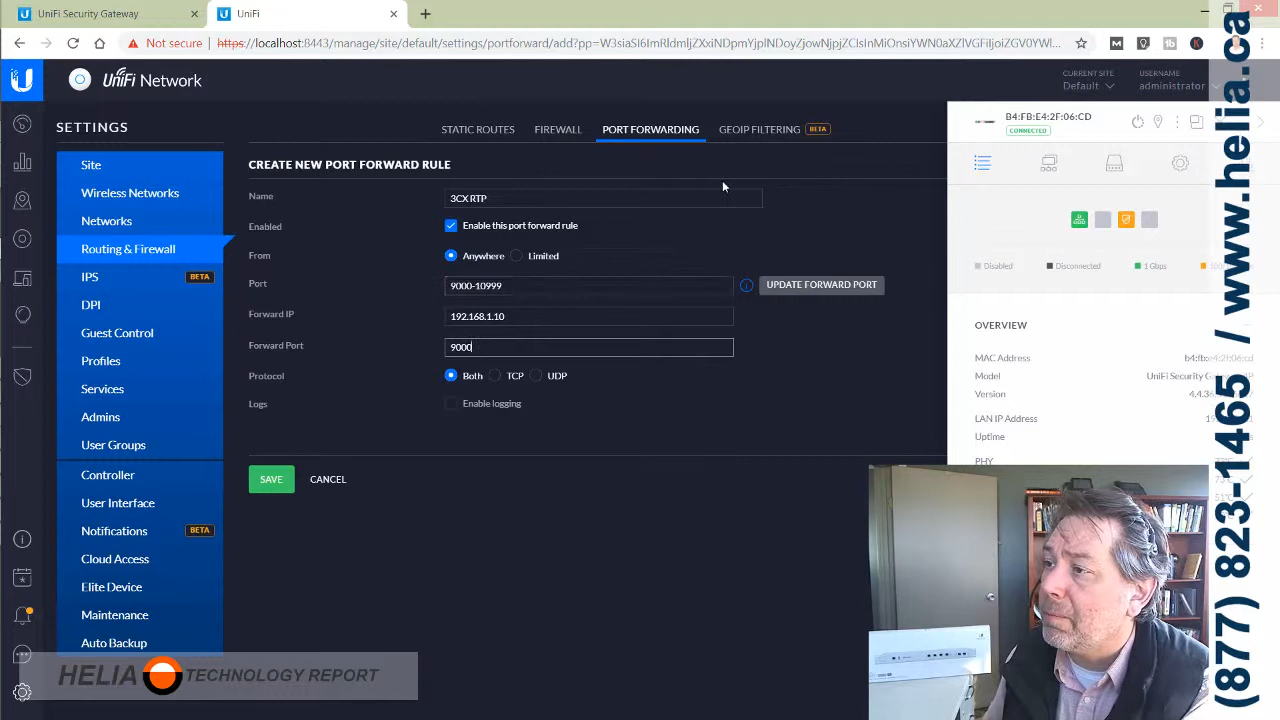 UniFi Security Gateway
UniFi
Not secure
https://localhost:8443/manage/site/default/settings/portforward/add?pp=
UniFi Network
CURRENT SITE
Default
USERNAME
administrator
SETTINGS
STATIC ROUTES
FIREWALL
PORT FORWARDING
GEOIP FILTERING
BETA
B4:FB:E4:2F:06:CD
CONNECTED
Site
Wireless Networks
Networks
Routing & Firewall
IPS
BETA
DPI
Guest Control
Profiles
Services
Admins
User Groups
Controller
User Interface
Notifications
BETA
Cloud Access
Elite Device
Maintenance
Auto Backup
CREATE NEW PORT FORWARD RULE
Name
3CX RTP
Enabled
Enable this port forward rule
From
Anywhere
Limited
Port
9000-10999
UPDATE FORWARD PORT
Forward IP
192.168.1.10
Forward Port
9000
Protocol
Both
TCP
UDP
Logs
Enable logging
SAVE
CANCEL
Disabled
Disconnected
1 Gbps
OVERVIEW
MAC Address
b4:fb:e4:2f:06:cd
Model
UniFi Security
Version
LAN IP Address
Uptime
PHY
HELIA TECHNOLOGY REPORT
(877) 823-1465 / www.helia.ca